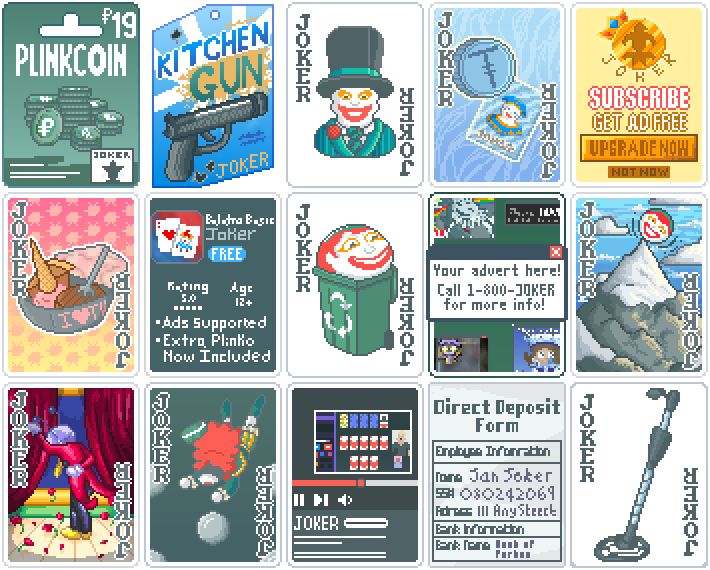 ₽19
PLINKCOIN
JOKER
KITCHEN
GUN
JOKER
JOKER
JOKER
JOKER
JOKER
JOKER
JOKER
SUBSCRIBE
GET AD FREE
UPGRADE NOW
NOT NOW
JOKER
I ♥
JOKER
Balatro Basic
Joker
FREE
Rating
5.0
Age
12+
•Ads Supported
•Extra Plinko
Now Included
JOKER
JOKER
Your advert here!
Call 1-800-JOKER
for more info!
JOKER
JOKER
JOKER
JOKER
JOKER
JOKER
JOKER
Direct Deposit
Form
Employee Information
Name Jan Joker
SSN 080242069
Adress 111 AnyStreet
Bank Information
Bank Name Bank of
JOKER
JOKER